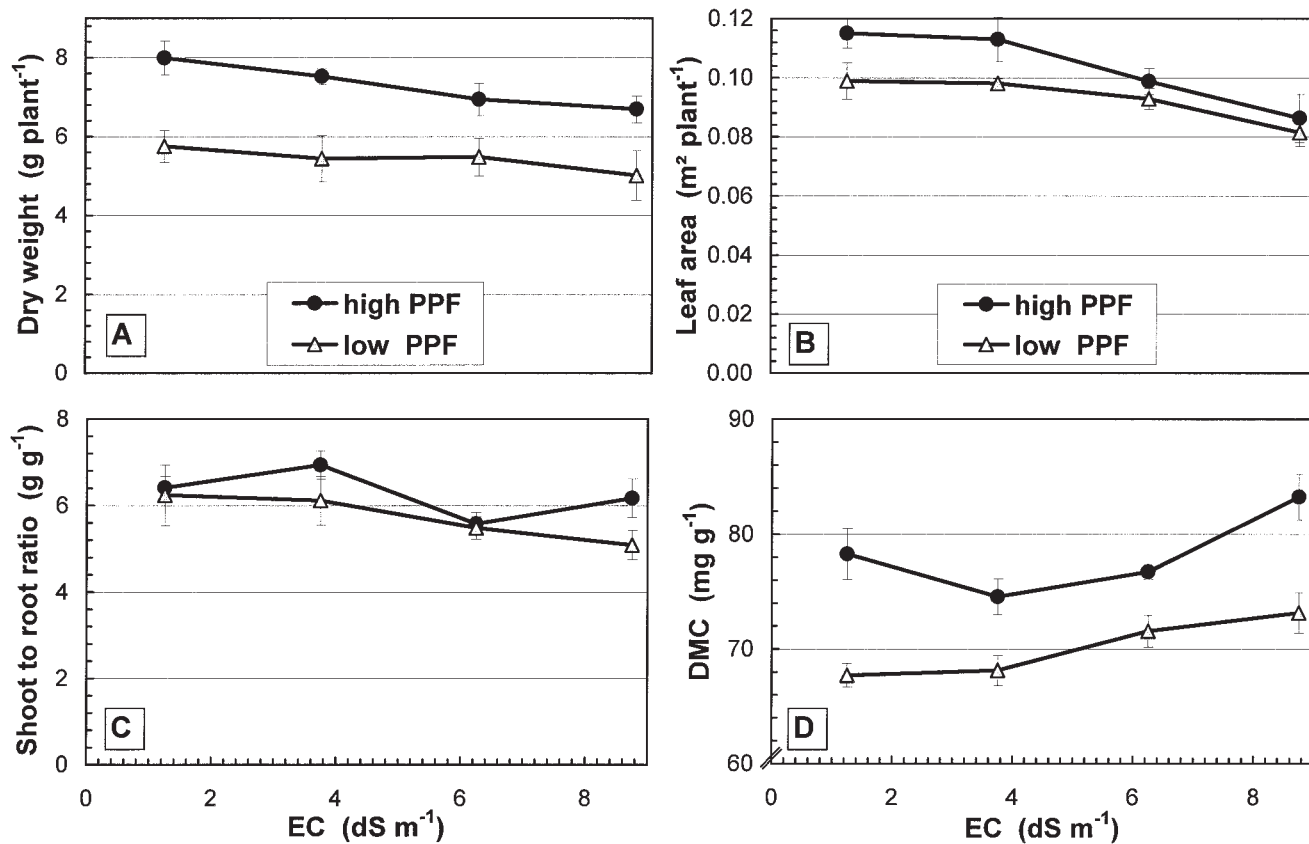 Dry weight (g plant⁻¹)
8
6
4
2
0
high PPF
low PPF
A
Leaf area (m² plant⁻¹)
0.12
0.10
0.08
0.06
0.04
0.02
0.00
high PPF
low PPF
B
Shoot to root ratio (g g⁻¹)
8
6
4
2
0
C
0 2 4 6 8
EC (dS m⁻¹)
DMC (mg g⁻¹)
90
80
70
60
D
0 2 4 6 8
EC (dS m⁻¹)